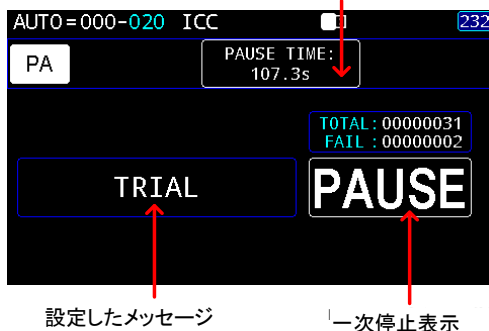 AUTO=000-020 ICC 232
PA
PAUSE TIME:
107.3s
TOTAL:00000031
FAIL :00000002
TRIAL
PAUSE
設定したメッセージ
一次停止表示